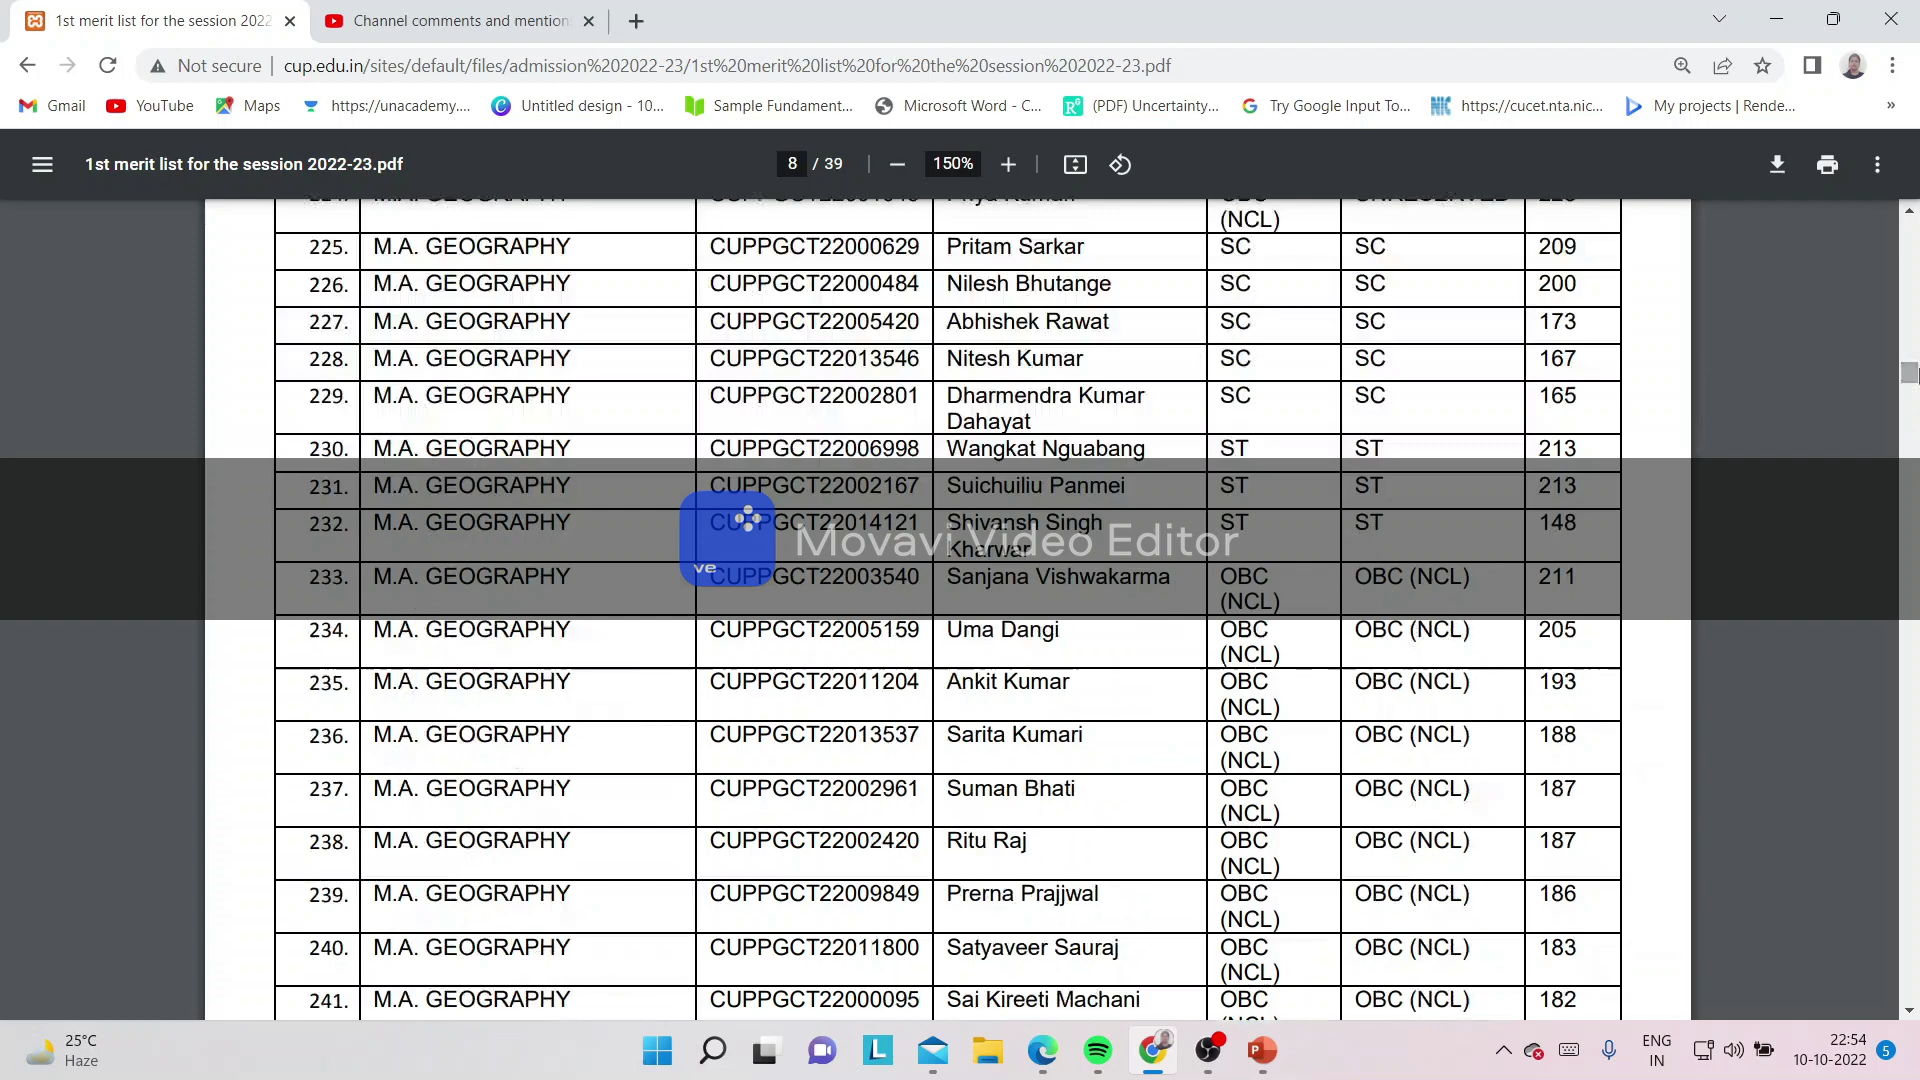 1st merit list for the session 2022
Channel comments and mention
Not secure
cup.edu.in/sites/default/files/admission%202022-23/1st%20merit%20list%20for%20the%20session%202022-23.pdf
Gmail YouTube Maps https://unacademy.... Untitled design - 10... Sample Fundament... Microsoft Word - C... (PDF) Uncertainty... Try Google Input To... https://cucet.nta.nic... My projects | Rende... »
1st merit list for the session 2022-23.pdf 8 / 39 150%
(NCL)
225. M.A. GEOGRAPHY CUPPGCT22000629 Pritam Sarkar SC SC 209
226. M.A. GEOGRAPHY CUPPGCT22000484 Nilesh Bhutange SC SC 200
227. M.A. GEOGRAPHY CUPPGCT22005420 Abhishek Rawat SC SC 173
228. M.A. GEOGRAPHY CUPPGCT22013546 Nitesh Kumar SC SC 167
229. M.A. GEOGRAPHY CUPPGCT22002801 Dharmendra Kumar SC SC 165
Dahayat
230. M.A. GEOGRAPHY CUPPGCT22006998 Wangkat Nguabang ST ST 213
231. M.A. GEOGRAPHY CUPPGCT22002167 Suichuiliu Panmei ST ST 213
232. M.A. GEOGRAPHY CUPPGCT22014121 Shivansh Singh ST ST 148
Kharwar
Movavi Video Editor
ve
233. M.A. GEOGRAPHY CUPPGCT22003540 Sanjana Vishwakarma OBC OBC (NCL) 211
(NCL)
234. M.A. GEOGRAPHY CUPPGCT22005159 Uma Dangi OBC OBC (NCL) 205
(NCL)
235. M.A. GEOGRAPHY CUPPGCT22011204 Ankit Kumar OBC OBC (NCL) 193
(NCL)
236. M.A. GEOGRAPHY CUPPGCT22013537 Sarita Kumari OBC OBC (NCL) 188
(NCL)
237. M.A. GEOGRAPHY CUPPGCT22002961 Suman Bhati OBC OBC (NCL) 187
(NCL)
238. M.A. GEOGRAPHY CUPPGCT22002420 Ritu Raj OBC OBC (NCL) 187
(NCL)
239. M.A. GEOGRAPHY CUPPGCT22009849 Prerna Prajjwal OBC OBC (NCL) 186
(NCL)
240. M.A. GEOGRAPHY CUPPGCT22011800 Satyaveer Sauraj OBC OBC (NCL) 183
(NCL)
241. M.A. GEOGRAPHY CUPPGCT22000095 Sai Kireeti Machani OBC OBC (NCL) 182
25°C
Haze
ENG
IN
22:54
10-10-2022
5